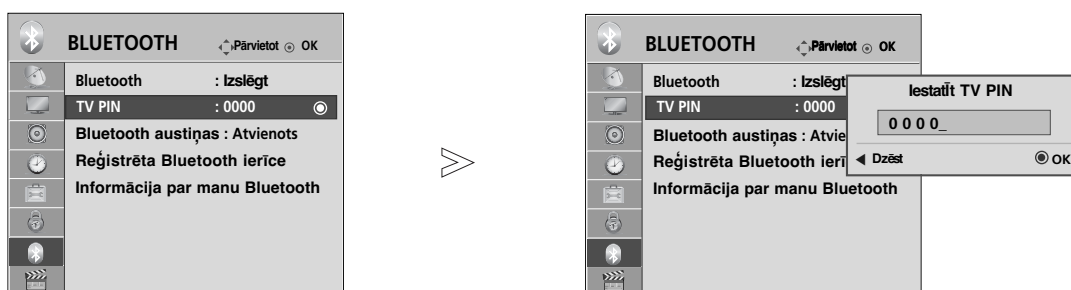 BLUETOOTH Pārvietot OK
Bluetooth : Izslēgt
TV PIN : 0000
Bluetooth austiņas : Atvienots
Reģistrēta Bluetooth ierīce
Informācija par manu Bluetooth
BLUETOOTH Pārvietot OK
Bluetooth : Izslēgt
TV PIN : 0000
Bluetooth austiņas : Atvie
Reģistrēta Bluetooth ierī
Informācija par manu Bluetooth
Iestatīt TV PIN
0 0 0 0_
Dzēst OK